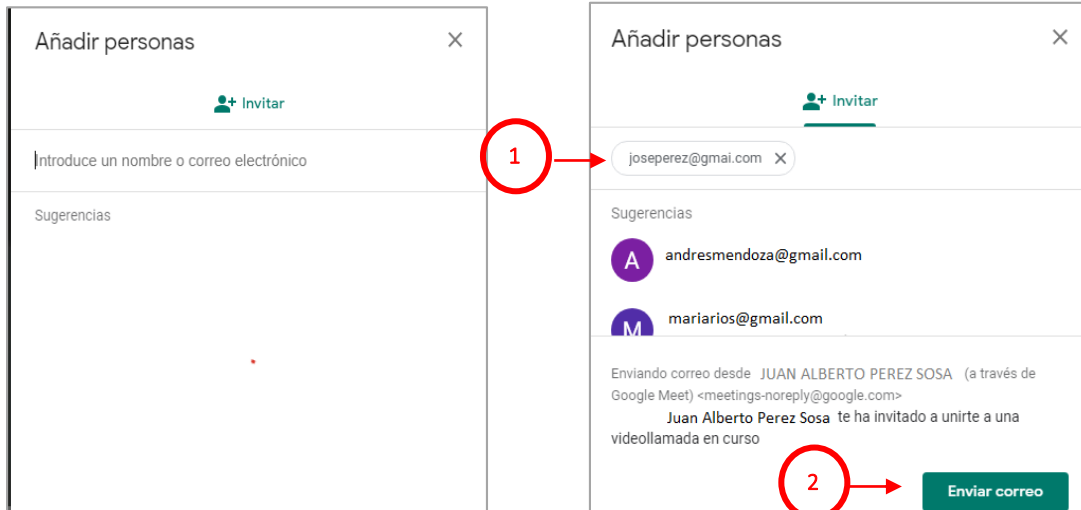 Añadir personas
Invitar
Introduce un nombre o correo electrónico
Sugerencias
1
Añadir personas
Invitar
joseperez@gmai.com
Sugerencias
A
andresmendoza@gmail.com
M
mariarios@gmail.com
Enviando correo desde JUAN ALBERTO PEREZ SOSA (a través de
Google Meet) <meetings-noreply@google.com>
Juan Alberto Perez Sosa te ha invitado a unirte a una
videollamada en curso
2
Enviar correo